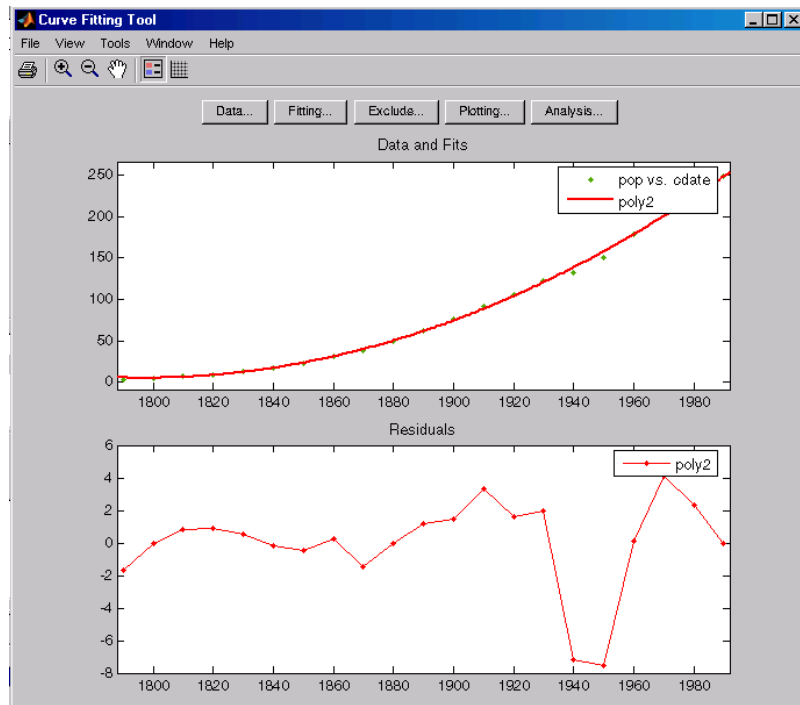 Curve Fitting Tool
File View Tools Window Help
Data... Fitting... Exclude... Plotting... Analysis...
Data and Fits
250
200
150
100
50
0
pop vs. cdate
poly2
1800 1820 1840 1860 1880 1900 1920 1940 1960 1980
Residuals
6
4
2
0
-2
-4
-6
-8
poly2
1800 1820 1840 1860 1880 1900 1920 1940 1960 1980